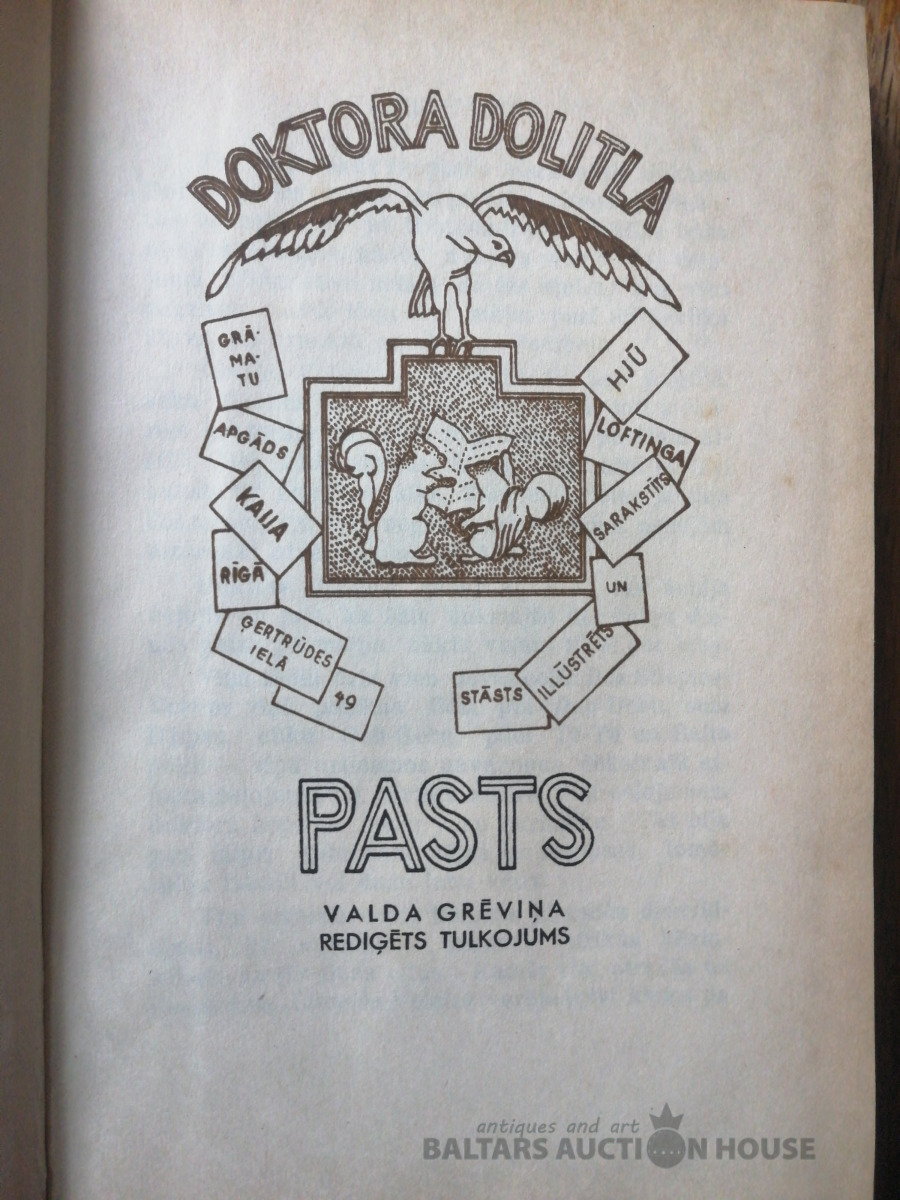 DOKTORA DOLITLA
GRĀ-
MA-
TU
APGĀDS
KAIJA
RĪGĀ
ĢERTRŪDES
IELĀ
49
HJŪ
LOFTINGA
SARAKSTĪTS
UN
ILLŪSTRĒTS
STĀSTS
PASTS
VALDA GRĒVIŅA
REDIĢĒTS TULKOJUMS
antiques and art
BALTARS AUCTION HOUSE